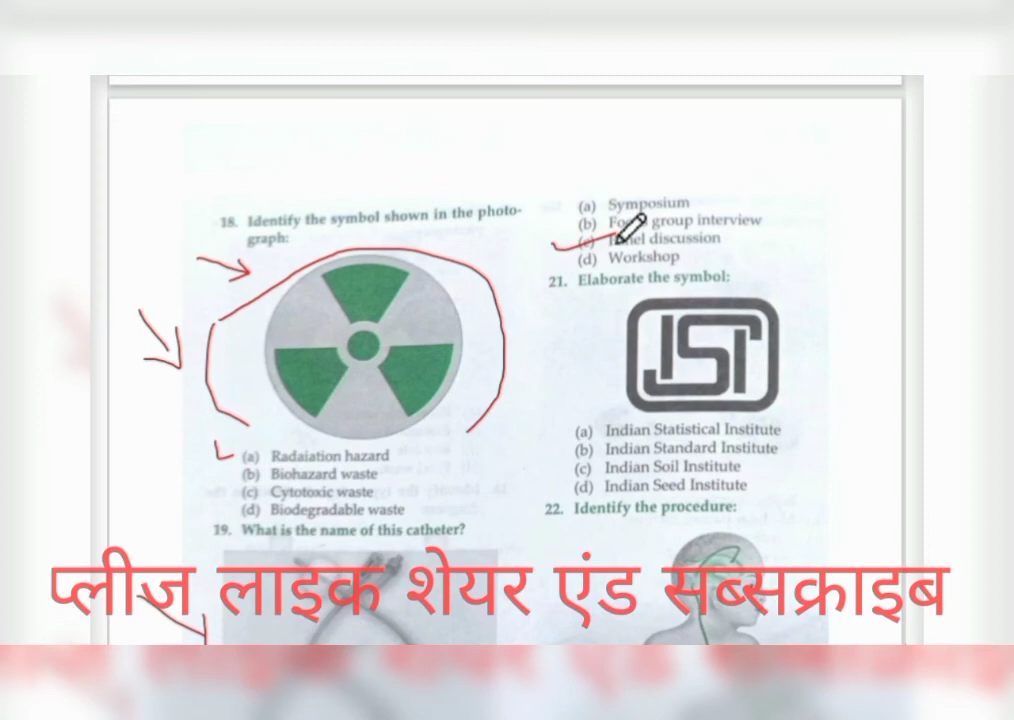 18. Identify the symbol shown in the photo-
graph:
(a) Radaiation hazard
(b) Biohazard waste
(c) Cytotoxic waste
(d) Biodegradable waste
19. What is the name of this catheter?
(a) Symposium
(b) group interview
(c) discussion
(d) Workshop
21. Elaborate the symbol:
ISI
(a) Indian Statistical Institute
(b) Indian Standard Institute
(c) Indian Soil Institute
(d) Indian Seed Institute
22. Identify the procedure:
प्लीज लाइक शेयर एंड सब्सक्राइब